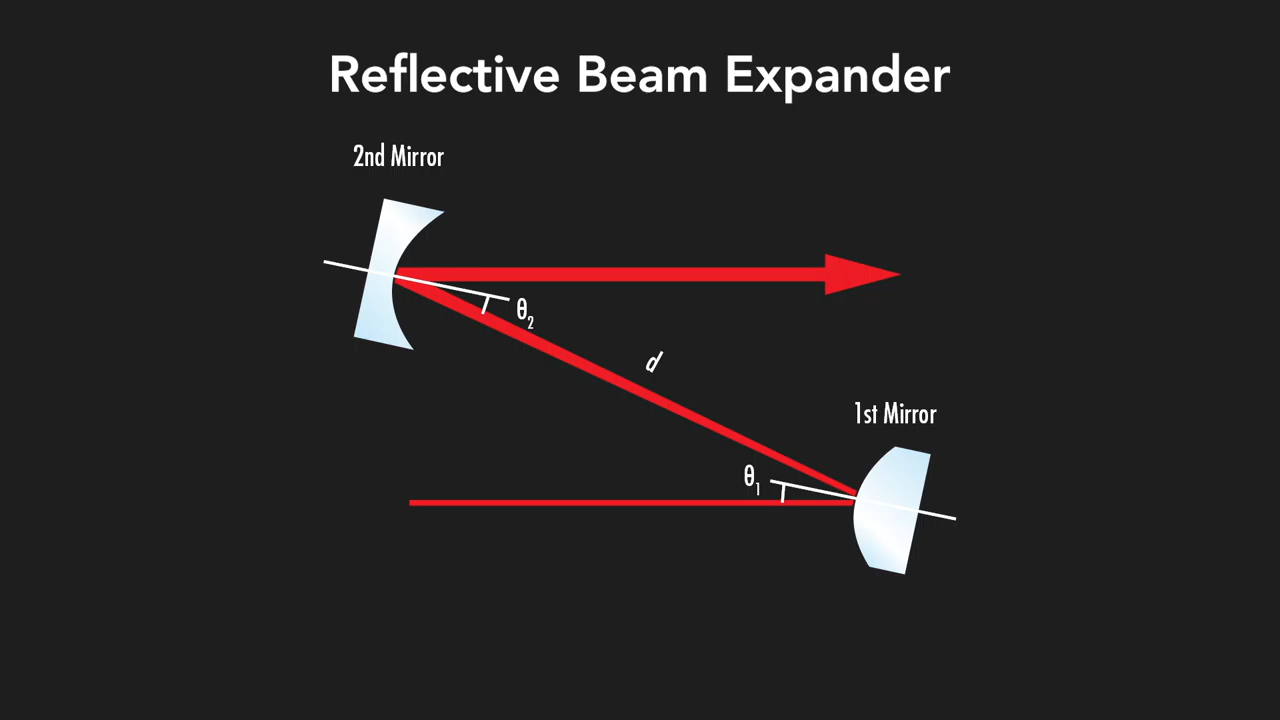 Reflective Beam Expander
2nd Mirror
θ₂
d
1st Mirror
θ₁